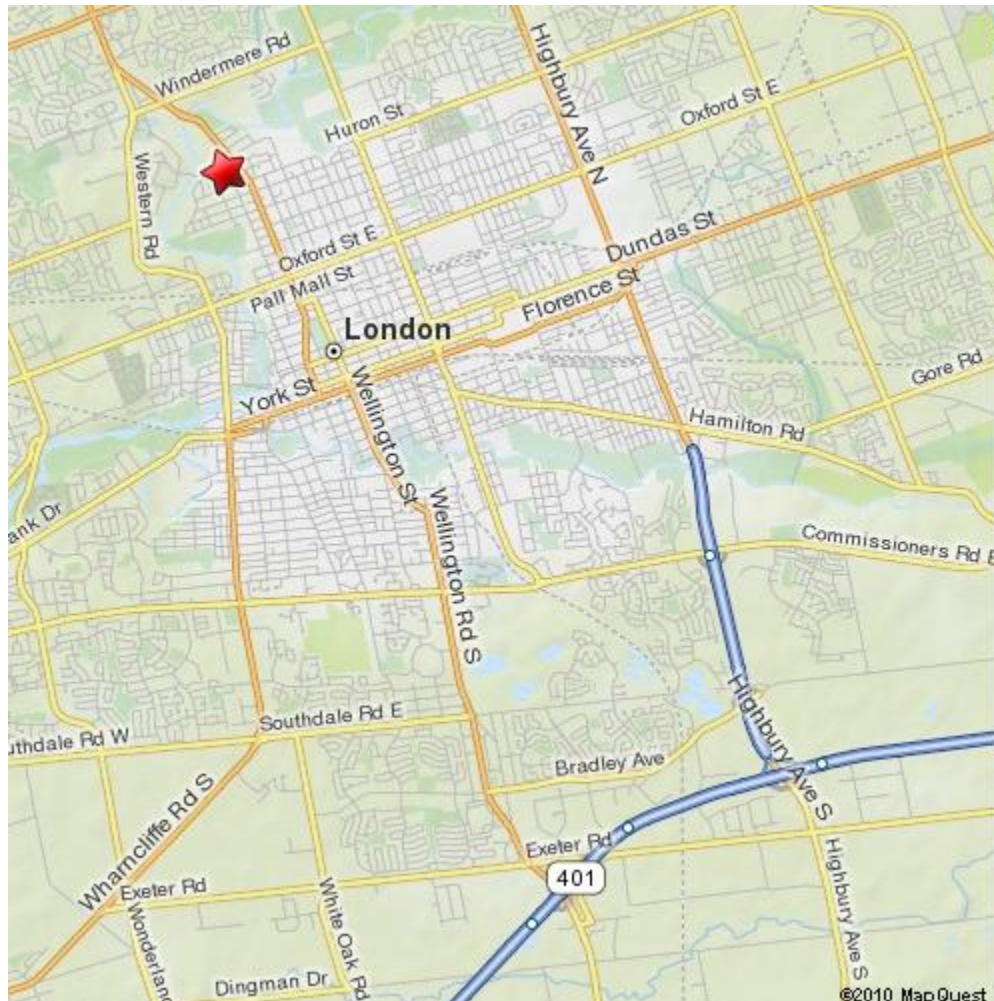 Windermere Rd
Highbury Ave N
Huron St
Oxford St E
Western Rd
Dundas St
Oxford St E
Pall Mall St
Florence St
London
Gore Rd
York St
Wellington St
Hamilton Rd
ank Dr
Wellington Rd S
Commissioners Rd E
Highbury Ave S
Southdale Rd E
uthdale Rd W
Bradley Ave
Wharncliffe Rd S
Exeter Rd
401
Exeter Rd
Highbury Ave S
White Oak Rd
Wonderland
Dingman Dr
©2010 MapQuest